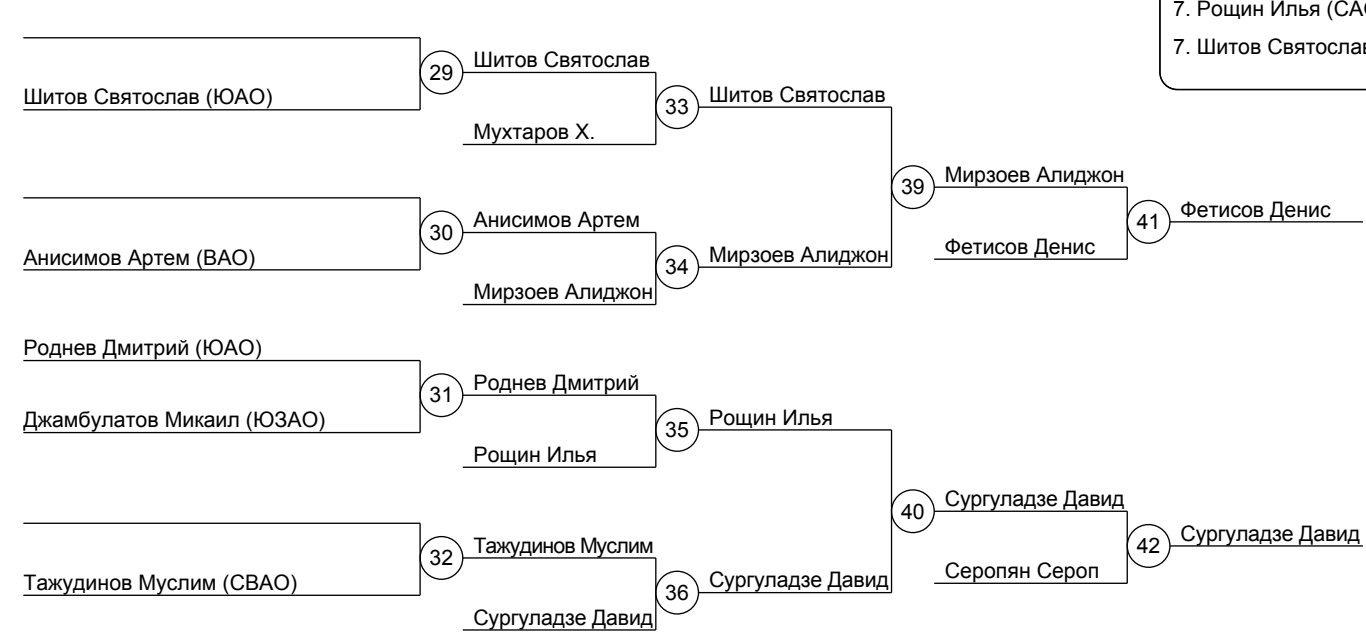 7. Рощин Илья
7. Шитов
29
Шитов Святослав
Шитов Святослав (ЮАО)
33
Шитов Святослав
Мухтаров Х.
39
Мирзоев Алиджон
30
Анисимов Артем
41
Фетисов Денис
Анисимов Артем (ВАО)
34
Мирзоев Алиджон
Фетисов Денис
Мирзоев Алиджон
Роднев Дмитрий (ЮАО)
31
Роднев Дмитрий
Джамбулатов Микаил (ЮЗАО)
35
Рощин Илья
Рощин Илья
40
Сургуладзе Давид
32
Тажудинов Муслим
42
Сургуладзе Давид
Тажудинов Муслим (СВАО)
36
Сургуладзе Давид
Серопян Сероп
Сургуладзе Давид